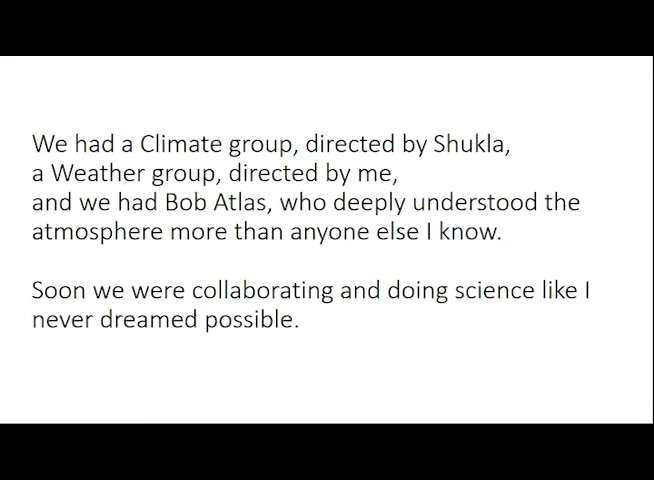 We had a Climate group, directed by Shukla,
a Weather group, directed by me,
and we had Bob Atlas, who deeply understood the
atmosphere more than anyone else I know.
Soon we were collaborating and doing science like I
never dreamed possible.